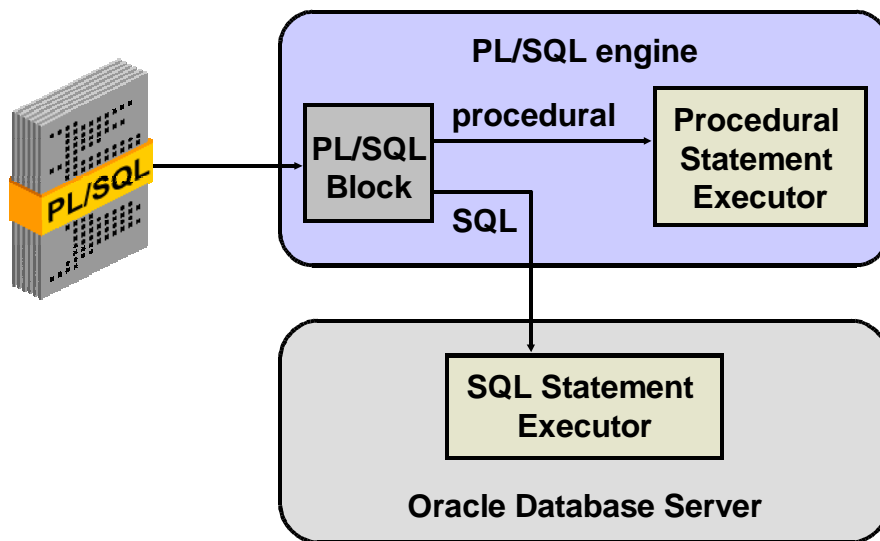 PL/SQL engine
PL/SQL
PL/SQL
Block
procedural
SQL
Procedural
Statement
Executor
SQL Statement
Executor
Oracle Database Server